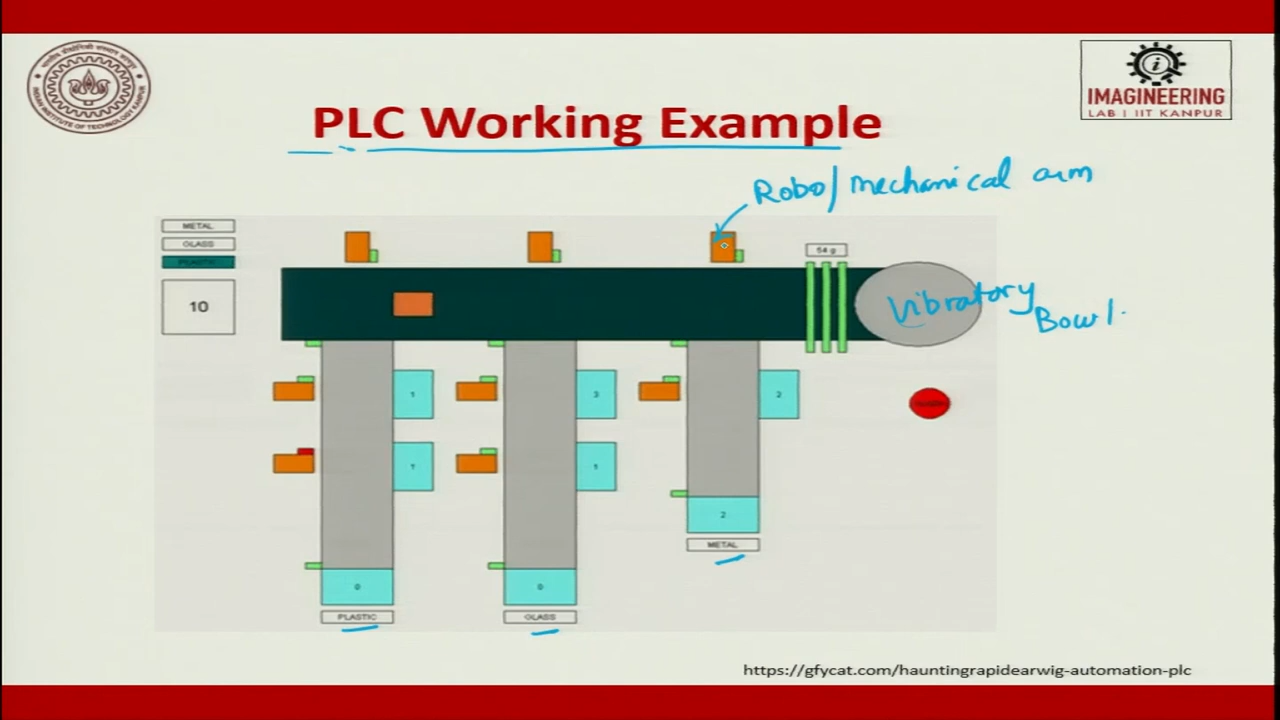 IMAGINEERING
LAB | IIT KANPUR
PLC Working Example
Robo/mechanical arm
METAL
GLASS
PLASTIC
10
54 g
Vibratory
Bowl.
1
3
2
1
2
METAL
0
0
PLASTIC
GLASS
https://gfycat.com/hauntingrapidearwig-automation-plc